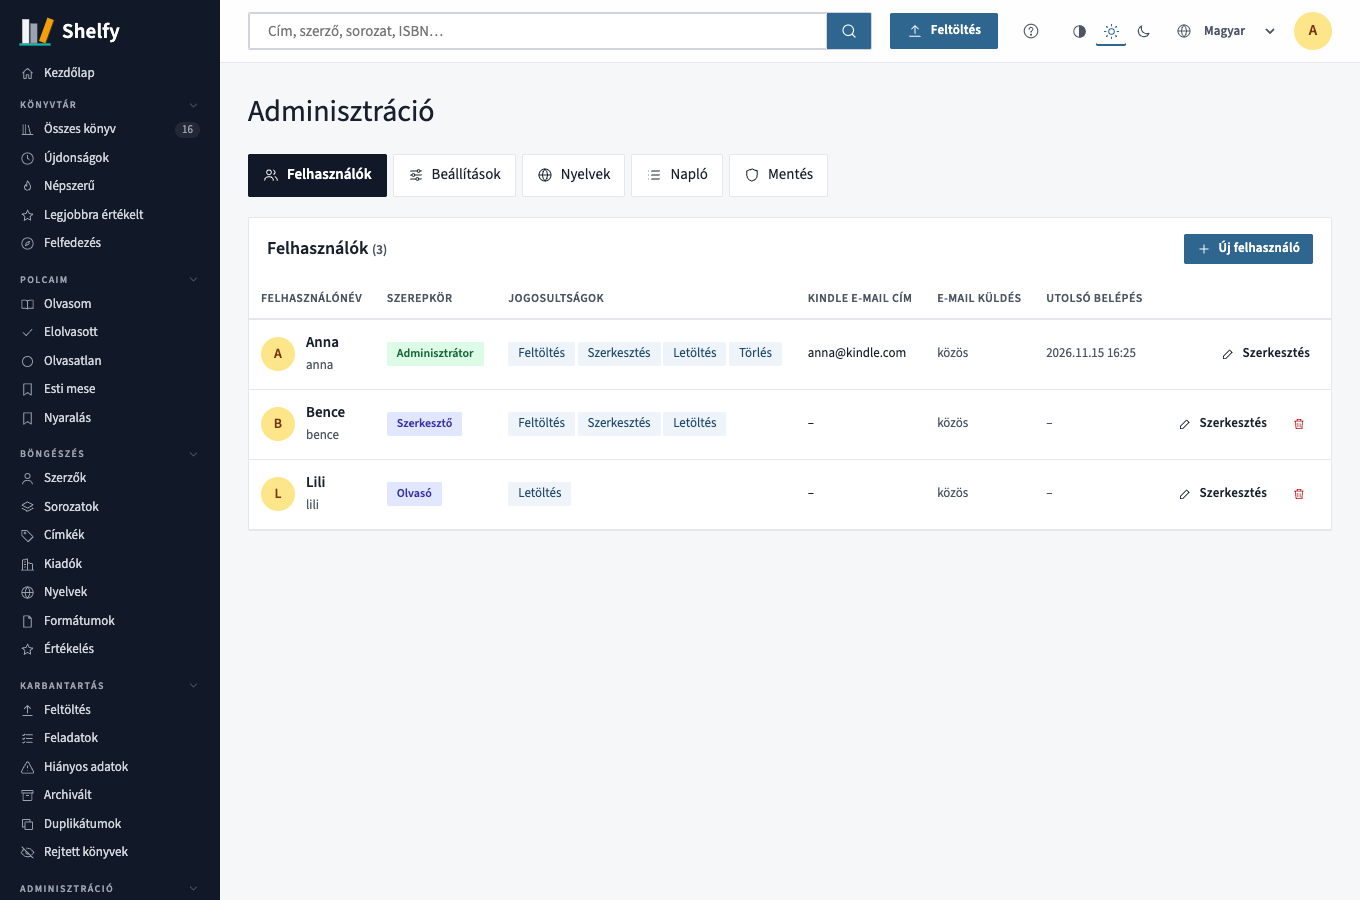 Shelfy
Kezdőlap
KÖNYVTÁR
Összes könyv 16
Újdonságok
Népszerű
Legjobbra értékelt
Felfedezés
POLCAIM
Olvasom
Elolvasott
Olvasatlan
Esti mese
Nyaralás
BÖNGÉSZÉS
Szerzők
Sorozatok
Címkék
Kiadók
Nyelvek
Formátumok
Értékelés
KARBANTARTÁS
Feltöltés
Feladatok
Hiányos adatok
Archivált
Duplikátumok
Rejtett könyvek
ADMINISZTRÁCIÓ
Cím, szerző, sorozat, ISBN… Feltöltés Magyar A
Adminisztráció
Felhasználók Beállítások Nyelvek Napló Mentés
Felhasználók (3) Új felhasználó
FELHASZNÁLÓNÉV SZEREPKÖR JOGOSULTSÁGOK KINDLE E-MAIL CÍM E-MAIL KÜLDÉS UTOLSÓ BELÉPÉS
A Anna Adminisztrátor Feltöltés Szerkesztés Letöltés Törlés anna@kindle.com közös 2026.11.15 16:25 Szerkesztés
anna
B Bence Szerkesztő Feltöltés Szerkesztés Letöltés – közös – Szerkesztés
bence
L Lili Olvasó Letöltés – közös – Szerkesztés
lili